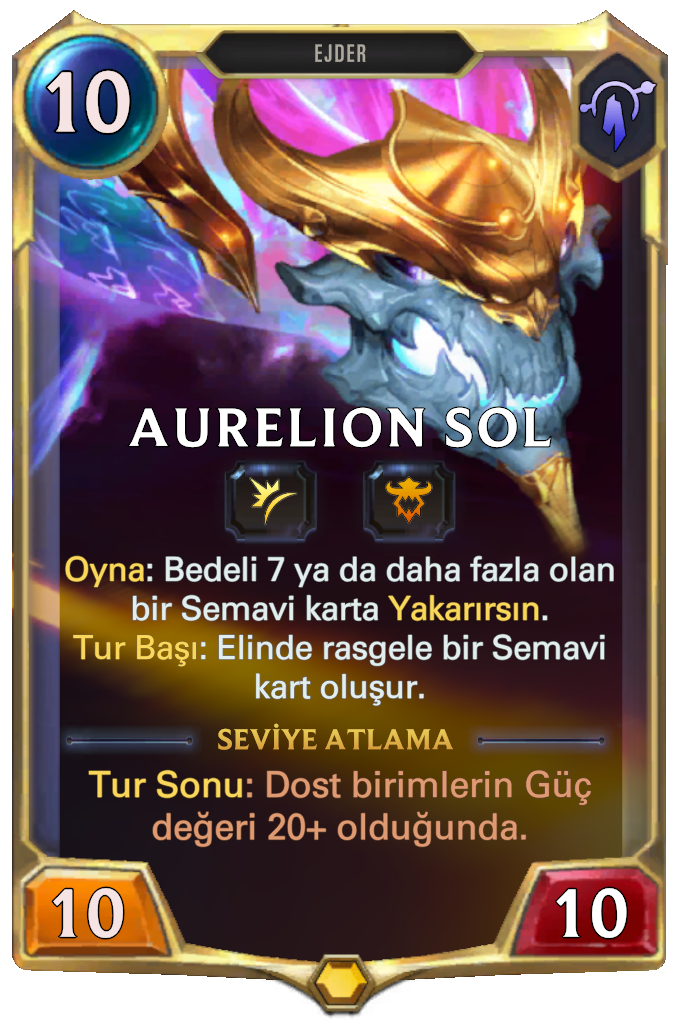 EJDER
10
AURELION SOL
Oyna: Bedeli 7 ya da daha fazla olan
bir Semavi karta Yakarırsın.
Tur Başı: Elinde rasgele bir Semavi
kart oluşur.
SEVİYE ATLAMA
Tur Sonu: Dost birimlerin Güç
değeri 20+ olduğunda.
10
10